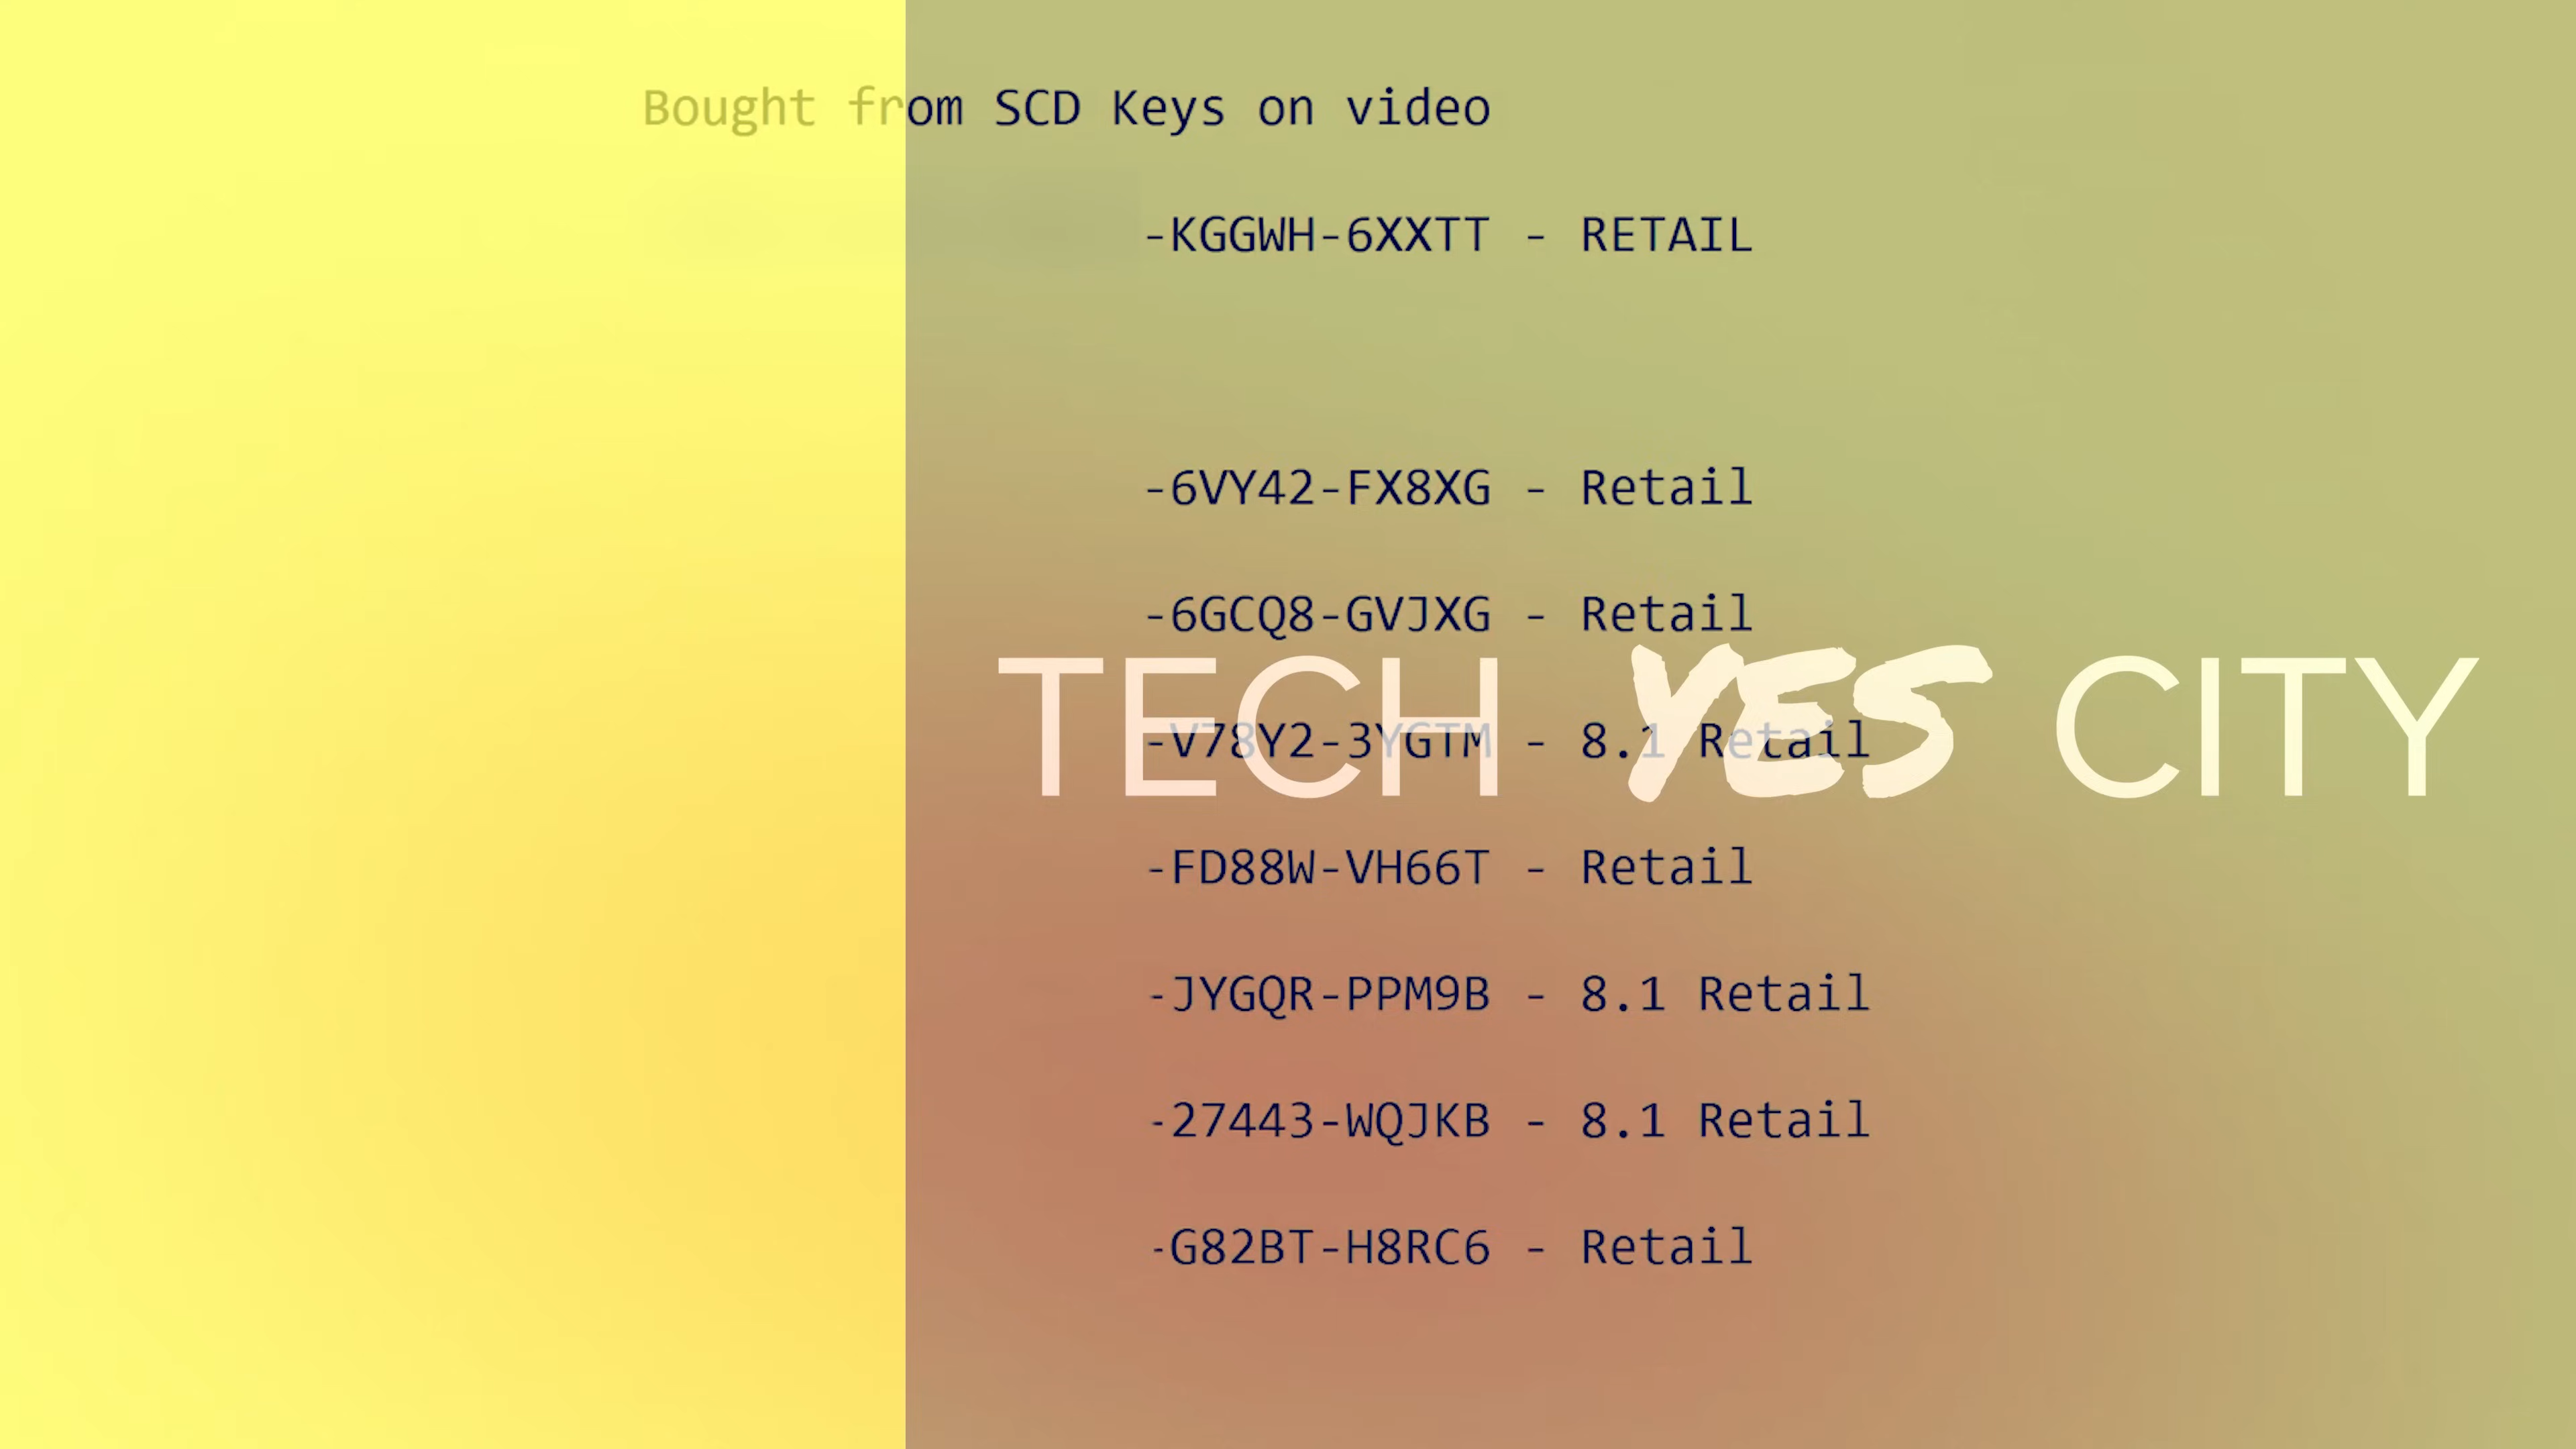 Bought from SCD Keys on video
-KGGWH-6XXTT - RETAIL
-6VY42-FX8XG - Retail
-6GCQ8-GVJXG - Retail
TECH YES CITY
-V78Y2-3YGTM - 8.1 Retail
-FD88W-VH66T - Retail
-JYGQR-PPM9B - 8.1 Retail
-27443-WQJKB - 8.1 Retail
-G82BT-H8RC6 - Retail